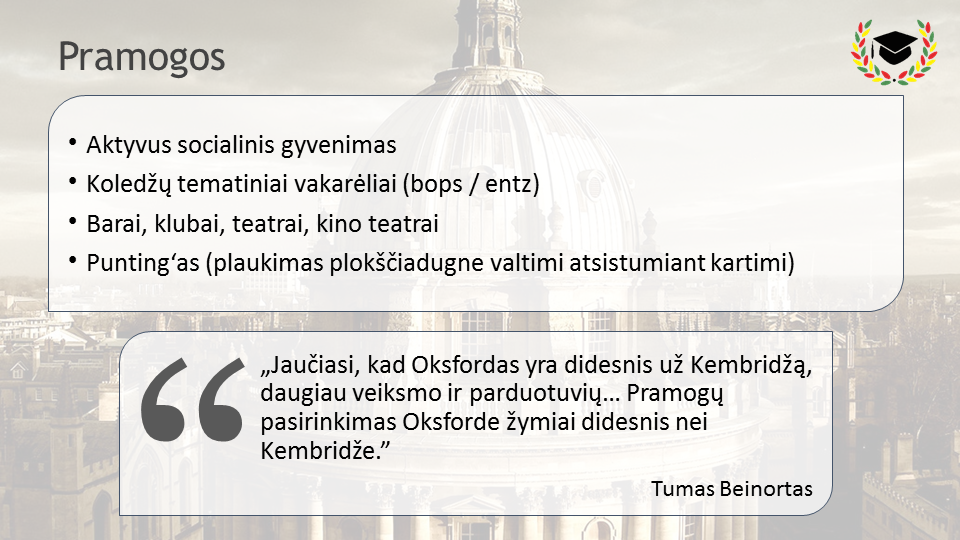 Pramogos
• Aktyvus socialinis gyvenimas
• Koledžų tematiniai vakarėliai (bops / entz)
• Barai, klubai, teatrai, kino teatrai
• Punting‘as (plaukimas plokščiadugne valtimi atsistumiant kartimi)
“
„Jaučiasi, kad Oksfordas yra didesnis už Kembridžą,
daugiau veiksmo ir parduotuvių… Pramogų
pasirinkimas Oksforde žymiai didesnis nei
Kembridže.”
Tumas Beinortas